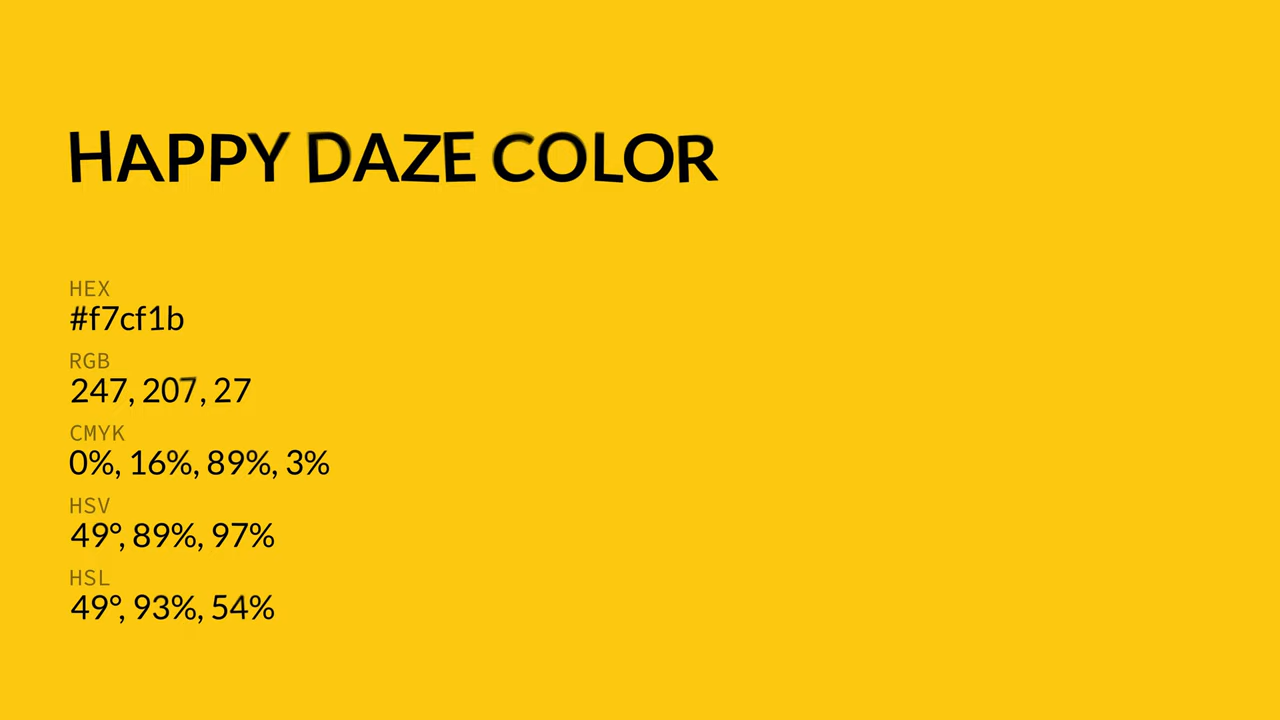 HAPPY DAZE COLOR
HEX
#f7cf1b
RGB
247, 207, 27
CMYK
0%, 16%, 89%, 3%
HSV
49°, 89%, 97%
HSL
49°, 93%, 54%